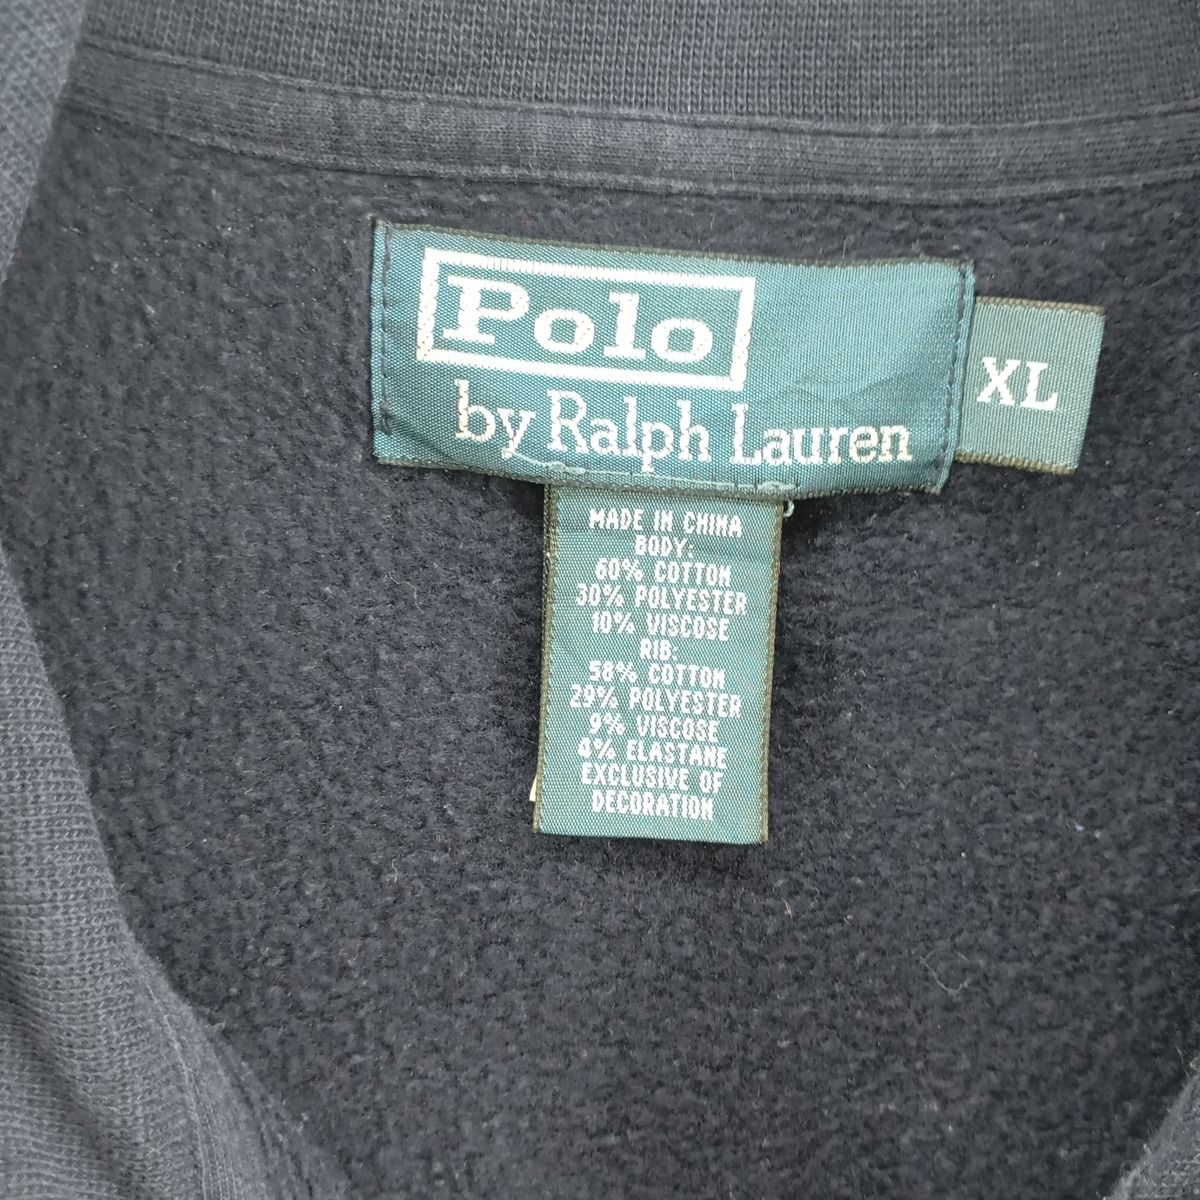 Polo
by Ralph Lauren
XL
MADE IN CHINA
BODY:
60% COTTON
30% POLYESTER
10% VISCOSE
RIB:
58% COTTON
29% POLYESTER
9% VISCOSE
4% ELASTANE
EXCLUSIVE OF
DECORATION